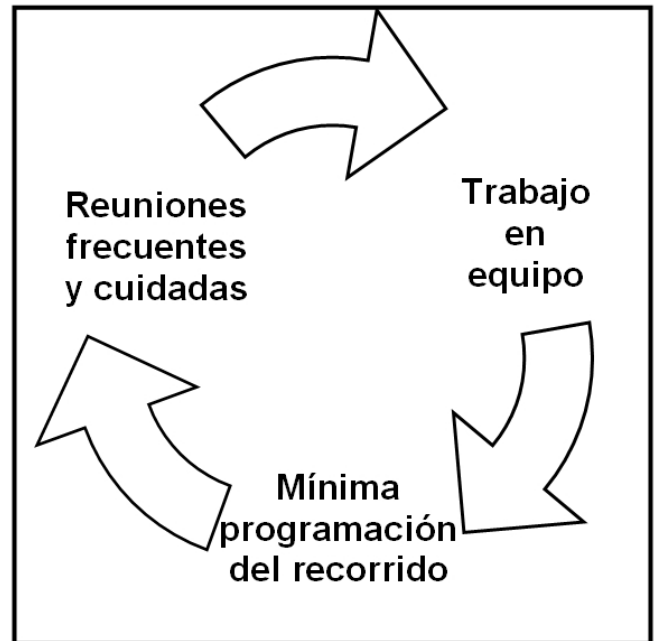 Reuniones
frecuentes
y cuidadas
Trabajo
en
equipo
Mínima
programación
del recorrido